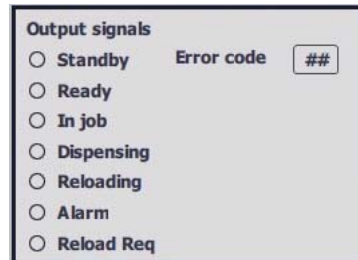 Output signals
Standby Error code ##
Ready
In job
Dispensing
Reloading
Alarm
Reload Req